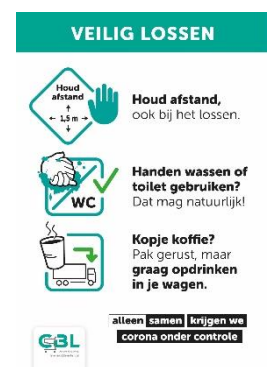 VEILIG LOSSEN
Houd
afstand
1,5 m
Houd afstand,
ook bij het lossen.
WC
Handen wassen of
toilet gebruiken?
Dat mag natuurlijk!
Kopje koffie?
Pak gerust, maar
graag opdrinken
in je wagen.
alleen samen krijgen we
corona onder controle
CBL